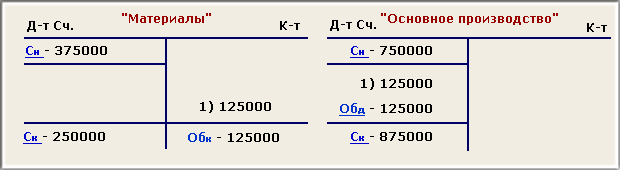 Д-т Сч. "Материалы" К-т
Сн - 375000
1) 125000
Ск - 250000 Обк - 125000
Д-т Сч. "Основное производство" К-т
Сн - 750000
1) 125000
Обд - 125000
Ск - 875000